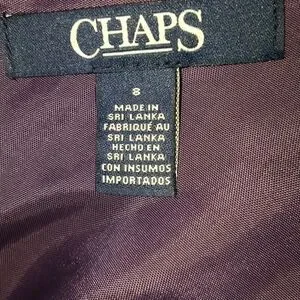 CHAPS
8
MADE IN
SRI LANKA
FABRIQUÉ AU
SRI LANKA
HECHO EN
SRI LANKA
CON INSUMOS
IMPORTADOS